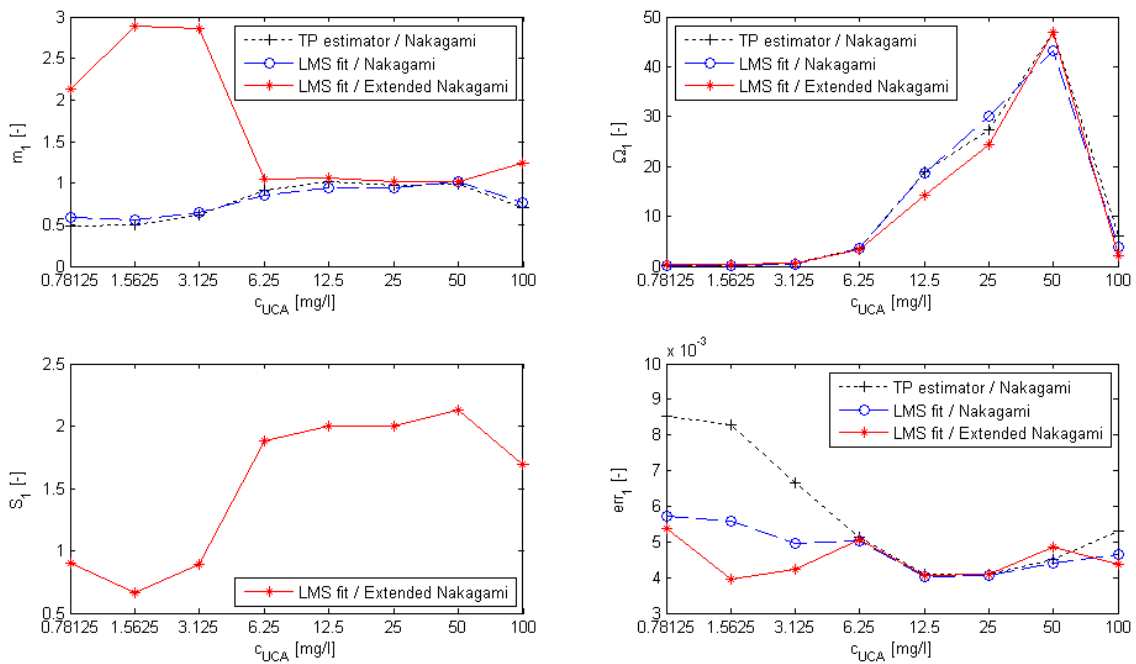 3
2.5
2
1.5
1
0.5
0
m1 [-]
TP estimator / Nakagami
LMS fit / Nakagami
LMS fit / Extended Nakagami
0.78125 1.5625 3.125 6.25 12.5 25 50 100
cUCA [mg/l]
50
40
30
20
10
0
Ω1 [-]
TP estimator / Nakagami
LMS fit / Nakagami
LMS fit / Extended Nakagami
0.78125 1.5625 3.125 6.25 12.5 25 50 100
cUCA [mg/l]
2.5
2
1.5
1
0.5
S1 [-]
LMS fit / Extended Nakagami
0.78125 1.5625 3.125 6.25 12.5 25 50 100
cUCA [mg/l]
x 10-3
10
9
8
7
6
5
4
3
err1 [-]
TP estimator / Nakagami
LMS fit / Nakagami
LMS fit / Extended Nakagami
0.78125 1.5625 3.125 6.25 12.5 25 50 100
cUCA [mg/l]